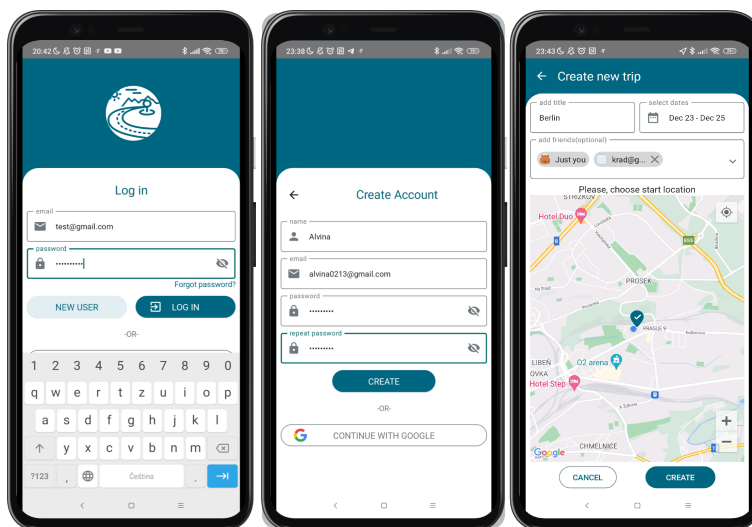 20:42
Log in
email
test@gmail.com
password
Forgot password?
NEW USER
LOG IN
-OR-
1 2 3 4 5 6 7 8 9 0
q w e r t z u i o p
a s d f g h j k l
y x c v b n m
?123 , Čeština .
23:38
Create Account
name
Alvina
email
alvina0213@gmail.com
password
repeat password
CREATE
-OR-
CONTINUE WITH GOOGLE
23:43
Create new trip
add title
Berlin
select dates
Dec 23 - Dec 25
add friends(optional)
Just you
krad@g...
Please, choose start location
STŘÍŽKOV
Hotel Duo
PROSEK
PRAGUE 9
LIBEŇ
O2 arena
OVKA
Hotel Step
CHMELNICE
Google
CANCEL
CREATE